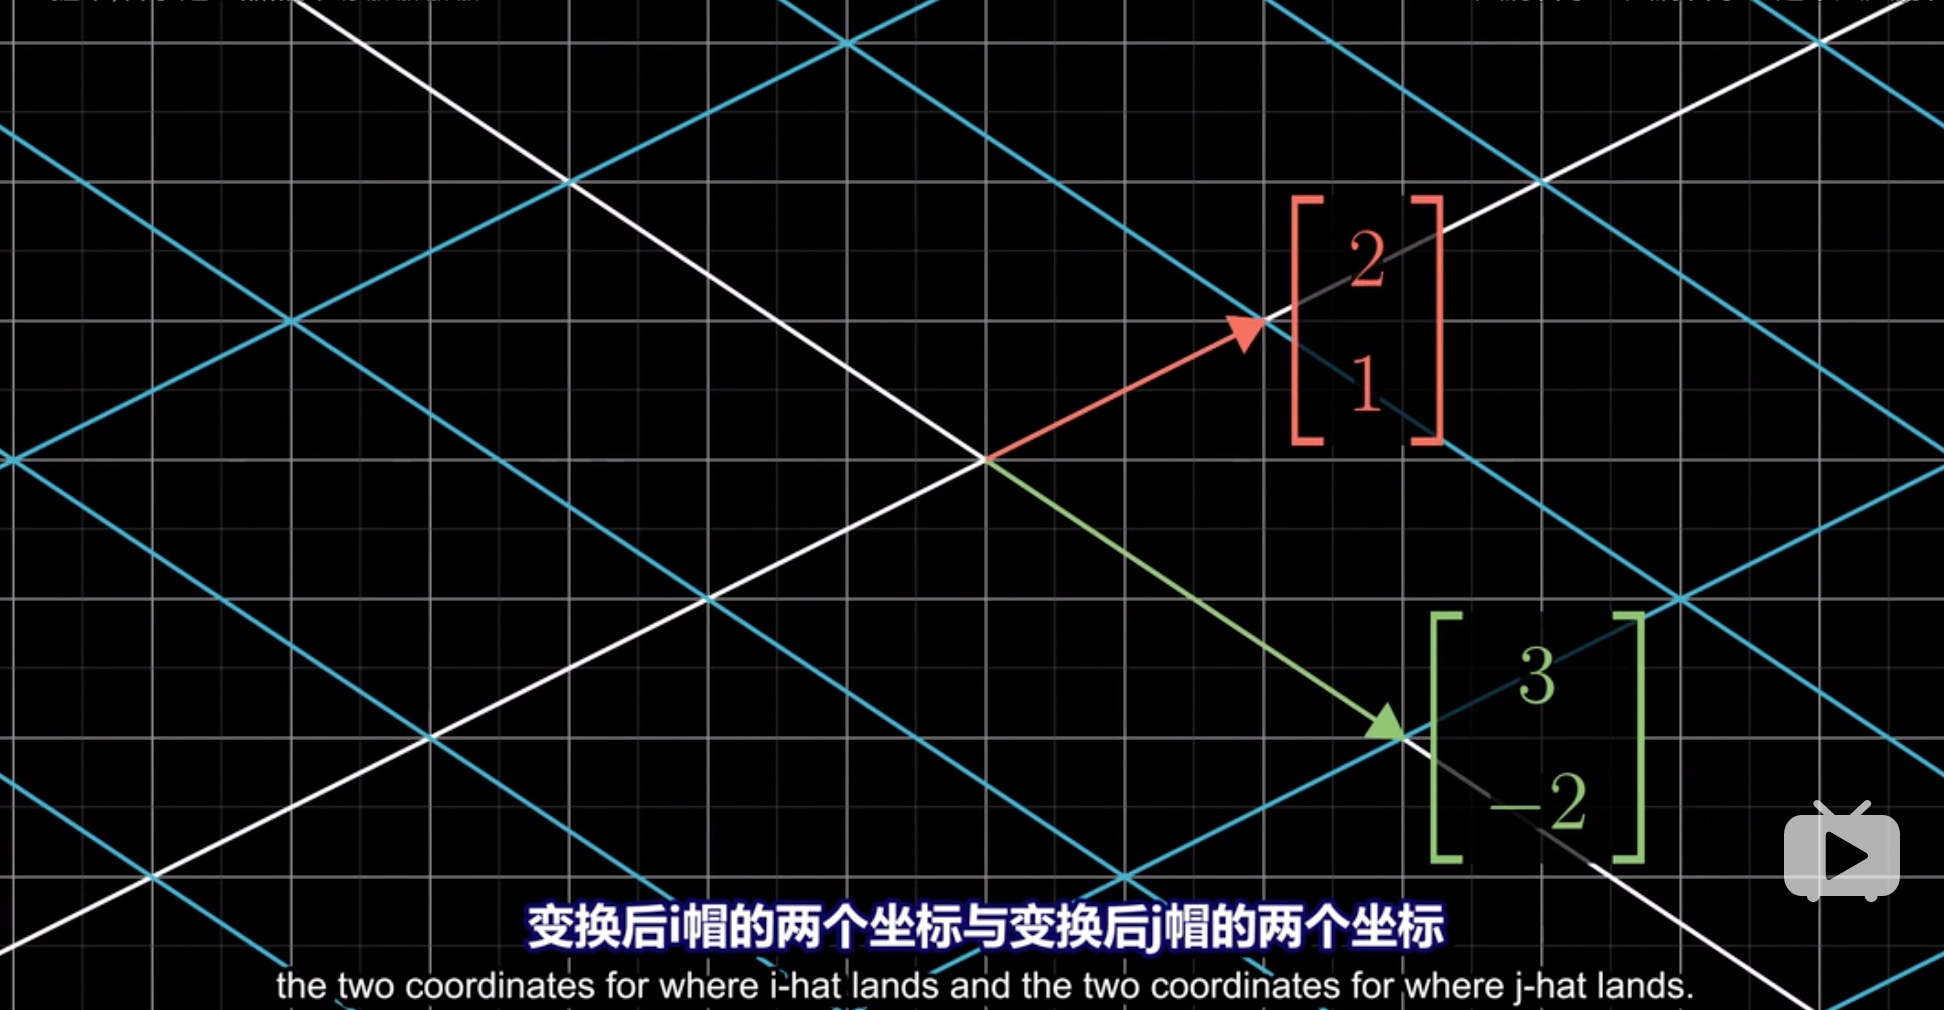 2
1
3
−2
变换后i帽的两个坐标与变换后j帽的两个坐标
the two coordinates for where i-hat lands and the two coordinates for where j-hat lands.